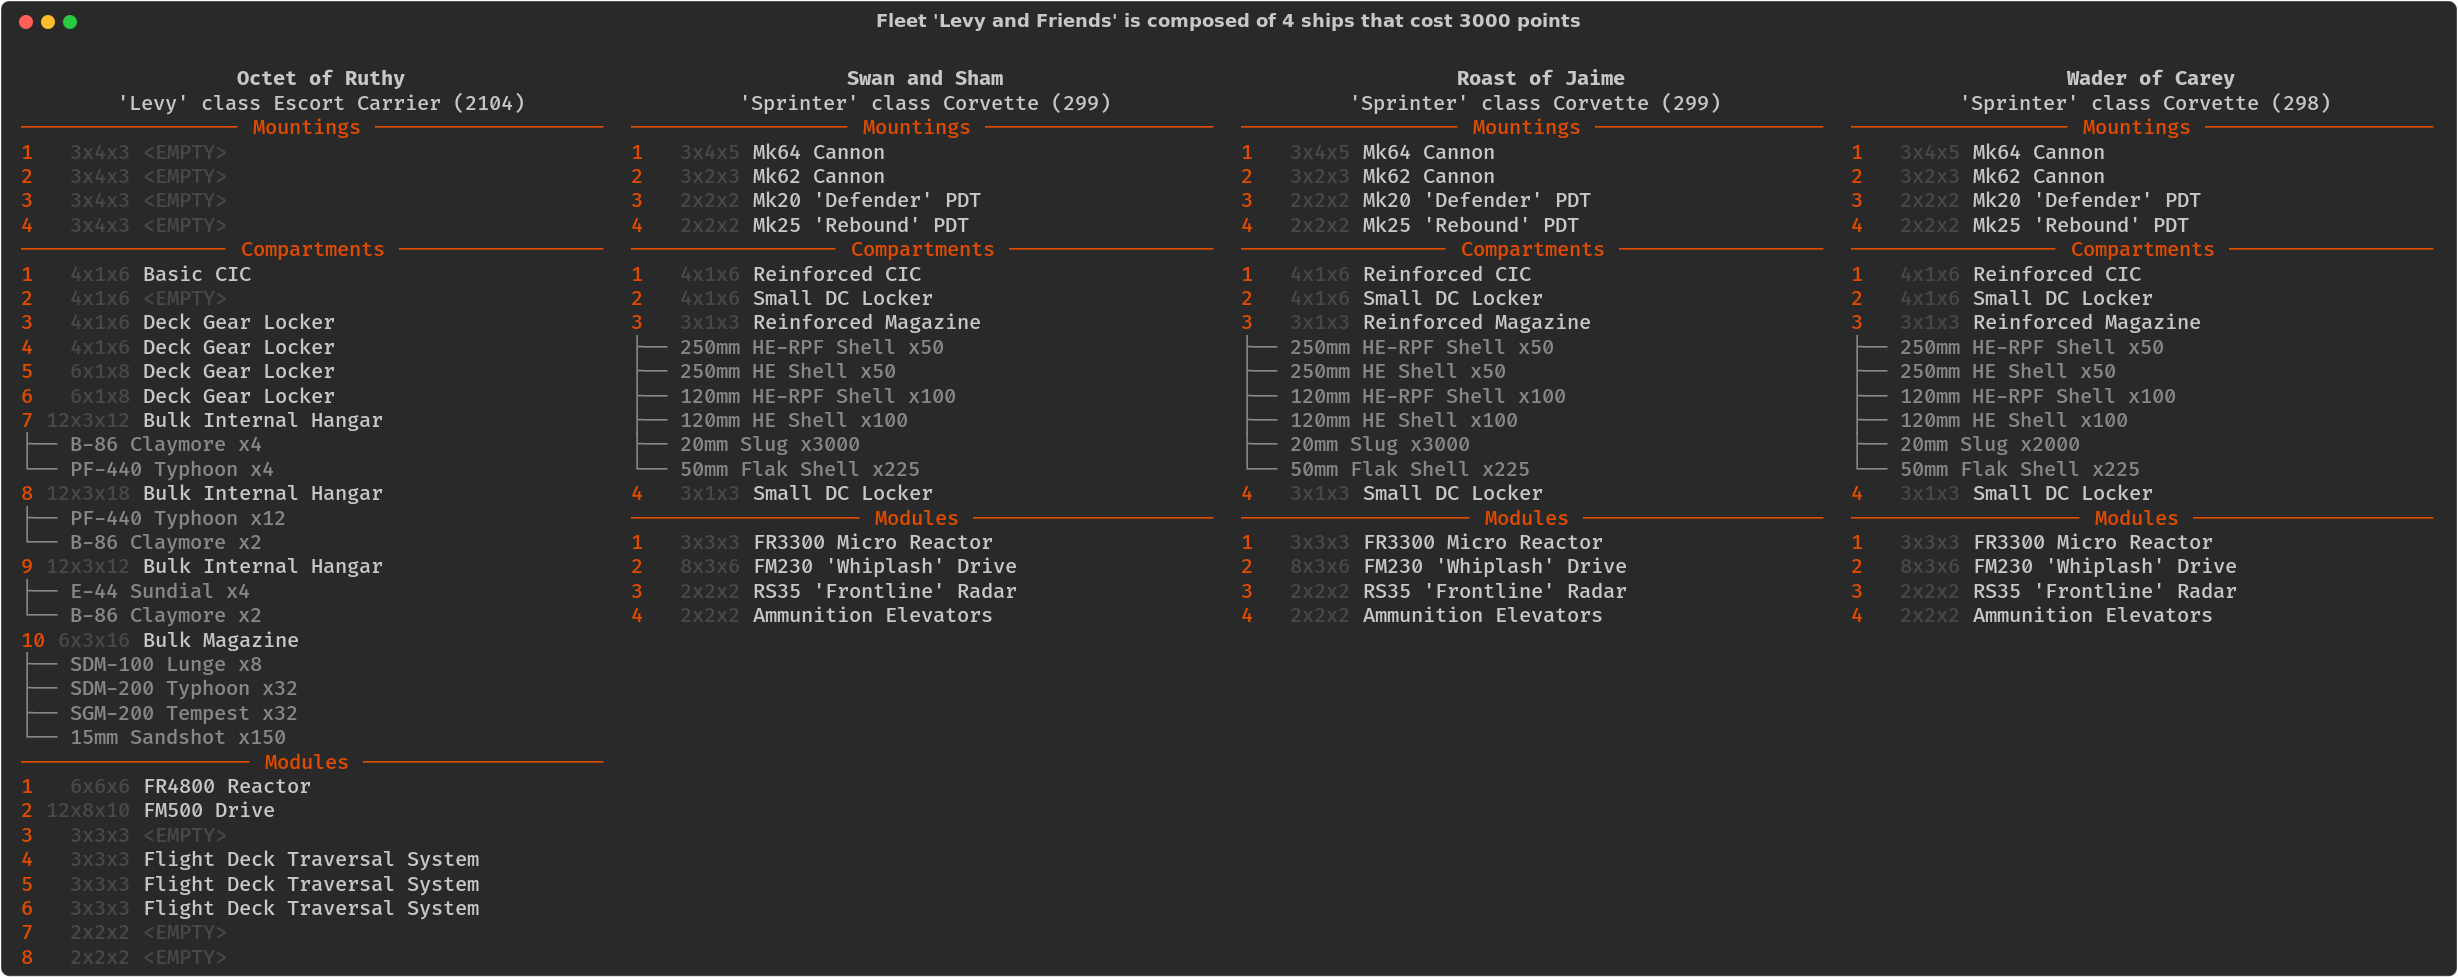 Fleet 'Levy and Friends' is composed of 4 ships that cost 3000 points
Octet of Ruthy
'Levy' class Escort Carrier (2104)
Mountings
1 3x4x3 <EMPTY>
2 3x4x3 <EMPTY>
3 3x4x3 <EMPTY>
4 3x4x3 <EMPTY>
Compartments
1 4x1x6 Basic CIC
2 4x1x6 <EMPTY>
3 4x1x6 Deck Gear Locker
4 4x1x6 Deck Gear Locker
5 6x1x8 Deck Gear Locker
6 6x1x8 Deck Gear Locker
7 12x3x12 Bulk Internal Hangar
├── B-86 Claymore x4
└── PF-440 Typhoon x4
8 12x3x18 Bulk Internal Hangar
├── PF-440 Typhoon x12
└── B-86 Claymore x2
9 12x3x12 Bulk Internal Hangar
├── E-44 Sundial x4
└── B-86 Claymore x2
10 6x3x16 Bulk Magazine
├── SDM-100 Lunge x8
├── SDM-200 Typhoon x32
├── SGM-200 Tempest x32
└── 15mm Sandshot x150
Modules
1 6x6x6 FR4800 Reactor
2 12x8x10 FM500 Drive
3 3x3x3 <EMPTY>
4 3x3x3 Flight Deck Traversal System
5 3x3x3 Flight Deck Traversal System
6 3x3x3 Flight Deck Traversal System
7 2x2x2 <EMPTY>
8 2x2x2 <EMPTY>
Swan and Sham
'Sprinter' class Corvette (299)
Mountings
1 3x4x5 Mk64 Cannon
2 3x2x3 Mk62 Cannon
3 2x2x2 Mk20 'Defender' PDT
4 2x2x2 Mk25 'Rebound' PDT
Compartments
1 4x1x6 Reinforced CIC
2 4x1x6 Small DC Locker
3 3x1x3 Reinforced Magazine
├── 250mm HE-RPF Shell x50
├── 250mm HE Shell x50
├── 120mm HE-RPF Shell x100
├── 120mm HE Shell x100
├── 20mm Slug x3000
└── 50mm Flak Shell x225
4 3x1x3 Small DC Locker
Modules
1 3x3x3 FR3300 Micro Reactor
2 8x3x6 FM230 'Whiplash' Drive
3 2x2x2 RS35 'Frontline' Radar
4 2x2x2 Ammunition Elevators
Roast of Jaime
'Sprinter' class Corvette (299)
Mountings
1 3x4x5 Mk64 Cannon
2 3x2x3 Mk62 Cannon
3 2x2x2 Mk20 'Defender' PDT
4 2x2x2 Mk25 'Rebound' PDT
Compartments
1 4x1x6 Reinforced CIC
2 4x1x6 Small DC Locker
3 3x1x3 Reinforced Magazine
├── 250mm HE-RPF Shell x50
├── 250mm HE Shell x50
├── 120mm HE-RPF Shell x100
├── 120mm HE Shell x100
├── 20mm Slug x3000
└── 50mm Flak Shell x225
4 3x1x3 Small DC Locker
Modules
1 3x3x3 FR3300 Micro Reactor
2 8x3x6 FM230 'Whiplash' Drive
3 2x2x2 RS35 'Frontline' Radar
4 2x2x2 Ammunition Elevators
Wader of Carey
'Sprinter' class Corvette (298)
Mountings
1 3x4x5 Mk64 Cannon
2 3x2x3 Mk62 Cannon
3 2x2x2 Mk20 'Defender' PDT
4 2x2x2 Mk25 'Rebound' PDT
Compartments
1 4x1x6 Reinforced CIC
2 4x1x6 Small DC Locker
3 3x1x3 Reinforced Magazine
├── 250mm HE-RPF Shell x50
├── 250mm HE Shell x50
├── 120mm HE-RPF Shell x100
├── 120mm HE Shell x100
├── 20mm Slug x2000
└── 50mm Flak Shell x225
4 3x1x3 Small DC Locker
Modules
1 3x3x3 FR3300 Micro Reactor
2 8x3x6 FM230 'Whiplash' Drive
3 2x2x2 RS35 'Frontline' Radar
4 2x2x2 Ammunition Elevators